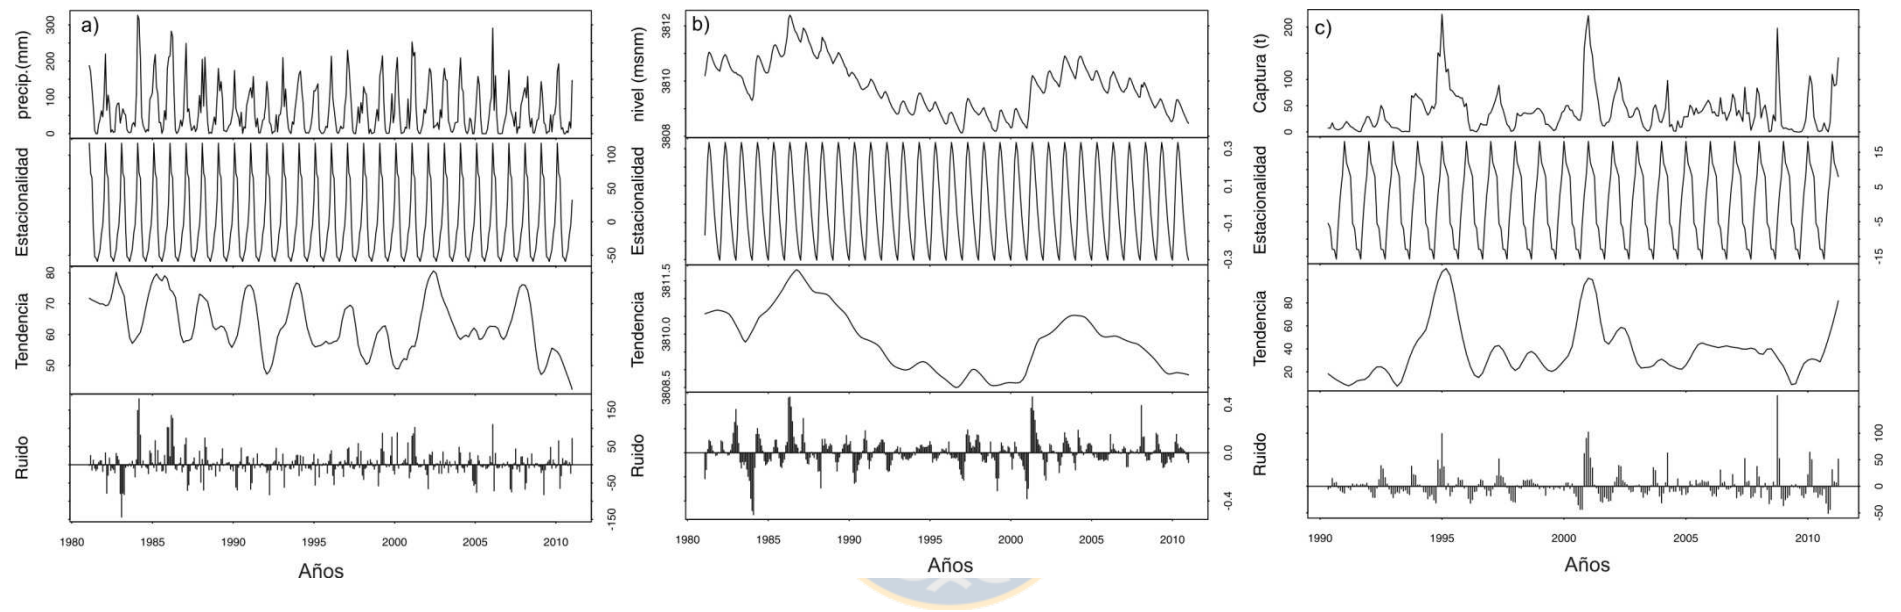 a)
precip.(mm)
0 100 200 300
Estacionalidad
-50 0 50 100
Tendencia
50 60 70 80
Ruido
-150 -50 50 150
1980 1985 1990 1995 2000 2005 2010
Años
b)
nivel (msnm)
3808 3810 3812
Estacionalidad
-0.3 -0.1 0.1 0.3
Tendencia
3808.5 3810.0 3811.5
Ruido
-0.4 0.0 0.4
1980 1985 1990 1995 2000 2005 2010
Años
c)
Captura (t)
0 50 100 200
Estacionalidad
-15 -5 5 15
Tendencia
20 40 60 80
Ruido
-50 0 50 100
1990 1995 2000 2005 2010
Años